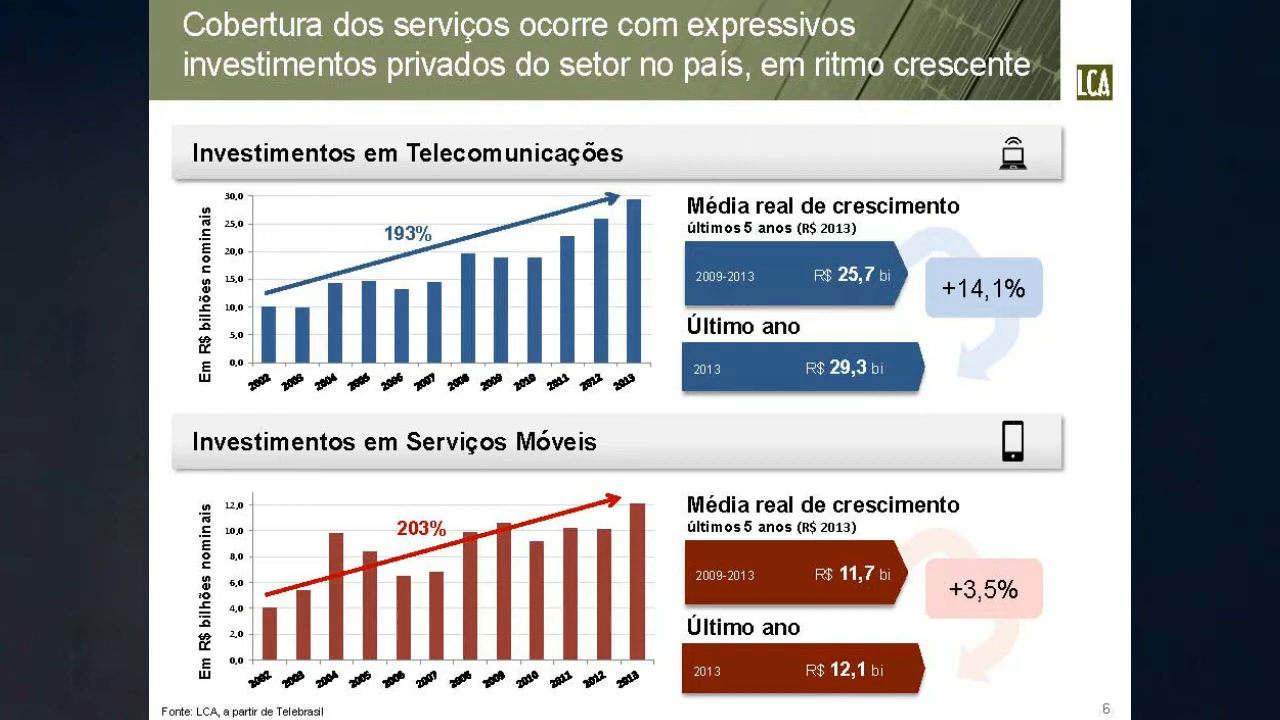 Cobertura dos serviços ocorre com expressivos
investimentos privados do setor no país, em ritmo crescente
LCA
Investimentos em Telecomunicações
Em R$ bilhões nominais
30,0
25,0
20,0
15,0
10,0
5,0
0,0
193%
2002 2003 2004 2005 2006 2007 2008 2009 2010 2011 2012 2013
Média real de crescimento
últimos 5 anos (R$ 2013)
2009-2013 R$ 25,7 bi
+14,1%
Último ano
2013 R$ 29,3 bi
Investimentos em Serviços Móveis
Em R$ bilhões nominais
12,0
10,0
8,0
6,0
4,0
2,0
0,0
203%
2002 2003 2004 2005 2006 2007 2008 2009 2010 2011 2012 2013
Média real de crescimento
últimos 5 anos (R$ 2013)
2009-2013 R$ 11,7 bi
+3,5%
Último ano
2013 R$ 12,1 bi
Fonte: LCA, a partir de Telebrasil
6